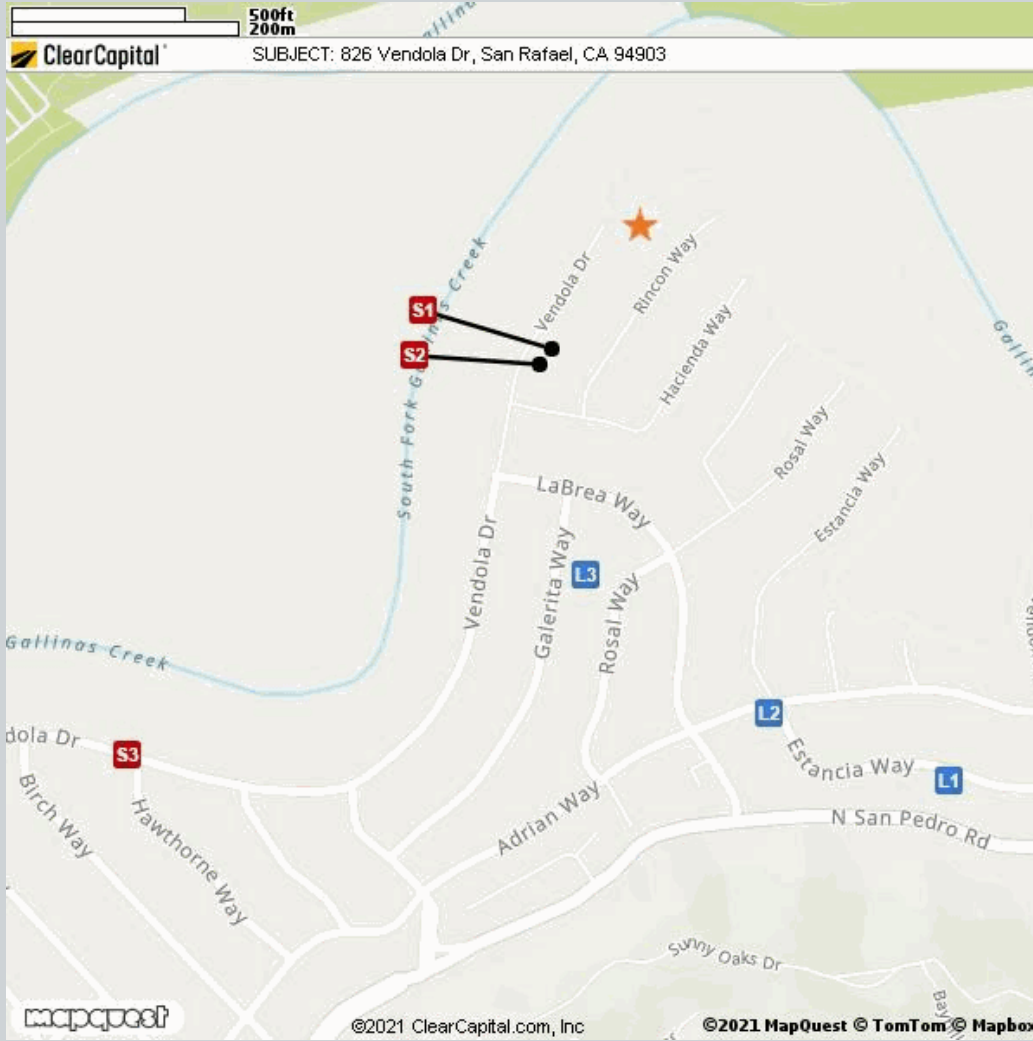 500ft
200m
ClearCapital
SUBJECT: 826 Vendola Dr, San Rafael, CA 94903
S1
S2
South Fork Gallinas Creek
Vendola Dr
Rincon Way
Hacienda Way
Rosal Way
Estancia Way
LaBrea Way
Vendola Dr
Galerita Way
L3
Rosal Way
Gallinas Creek
L2
dola Dr
S3
Estancia Way
L1
Birch Way
Hawthorne Way
Adrian Way
N San Pedro Rd
Sunny Oaks Dr
mapquest
©2021 ClearCapital.com, Inc
©2021 MapQuest © TomTom © Mapbox